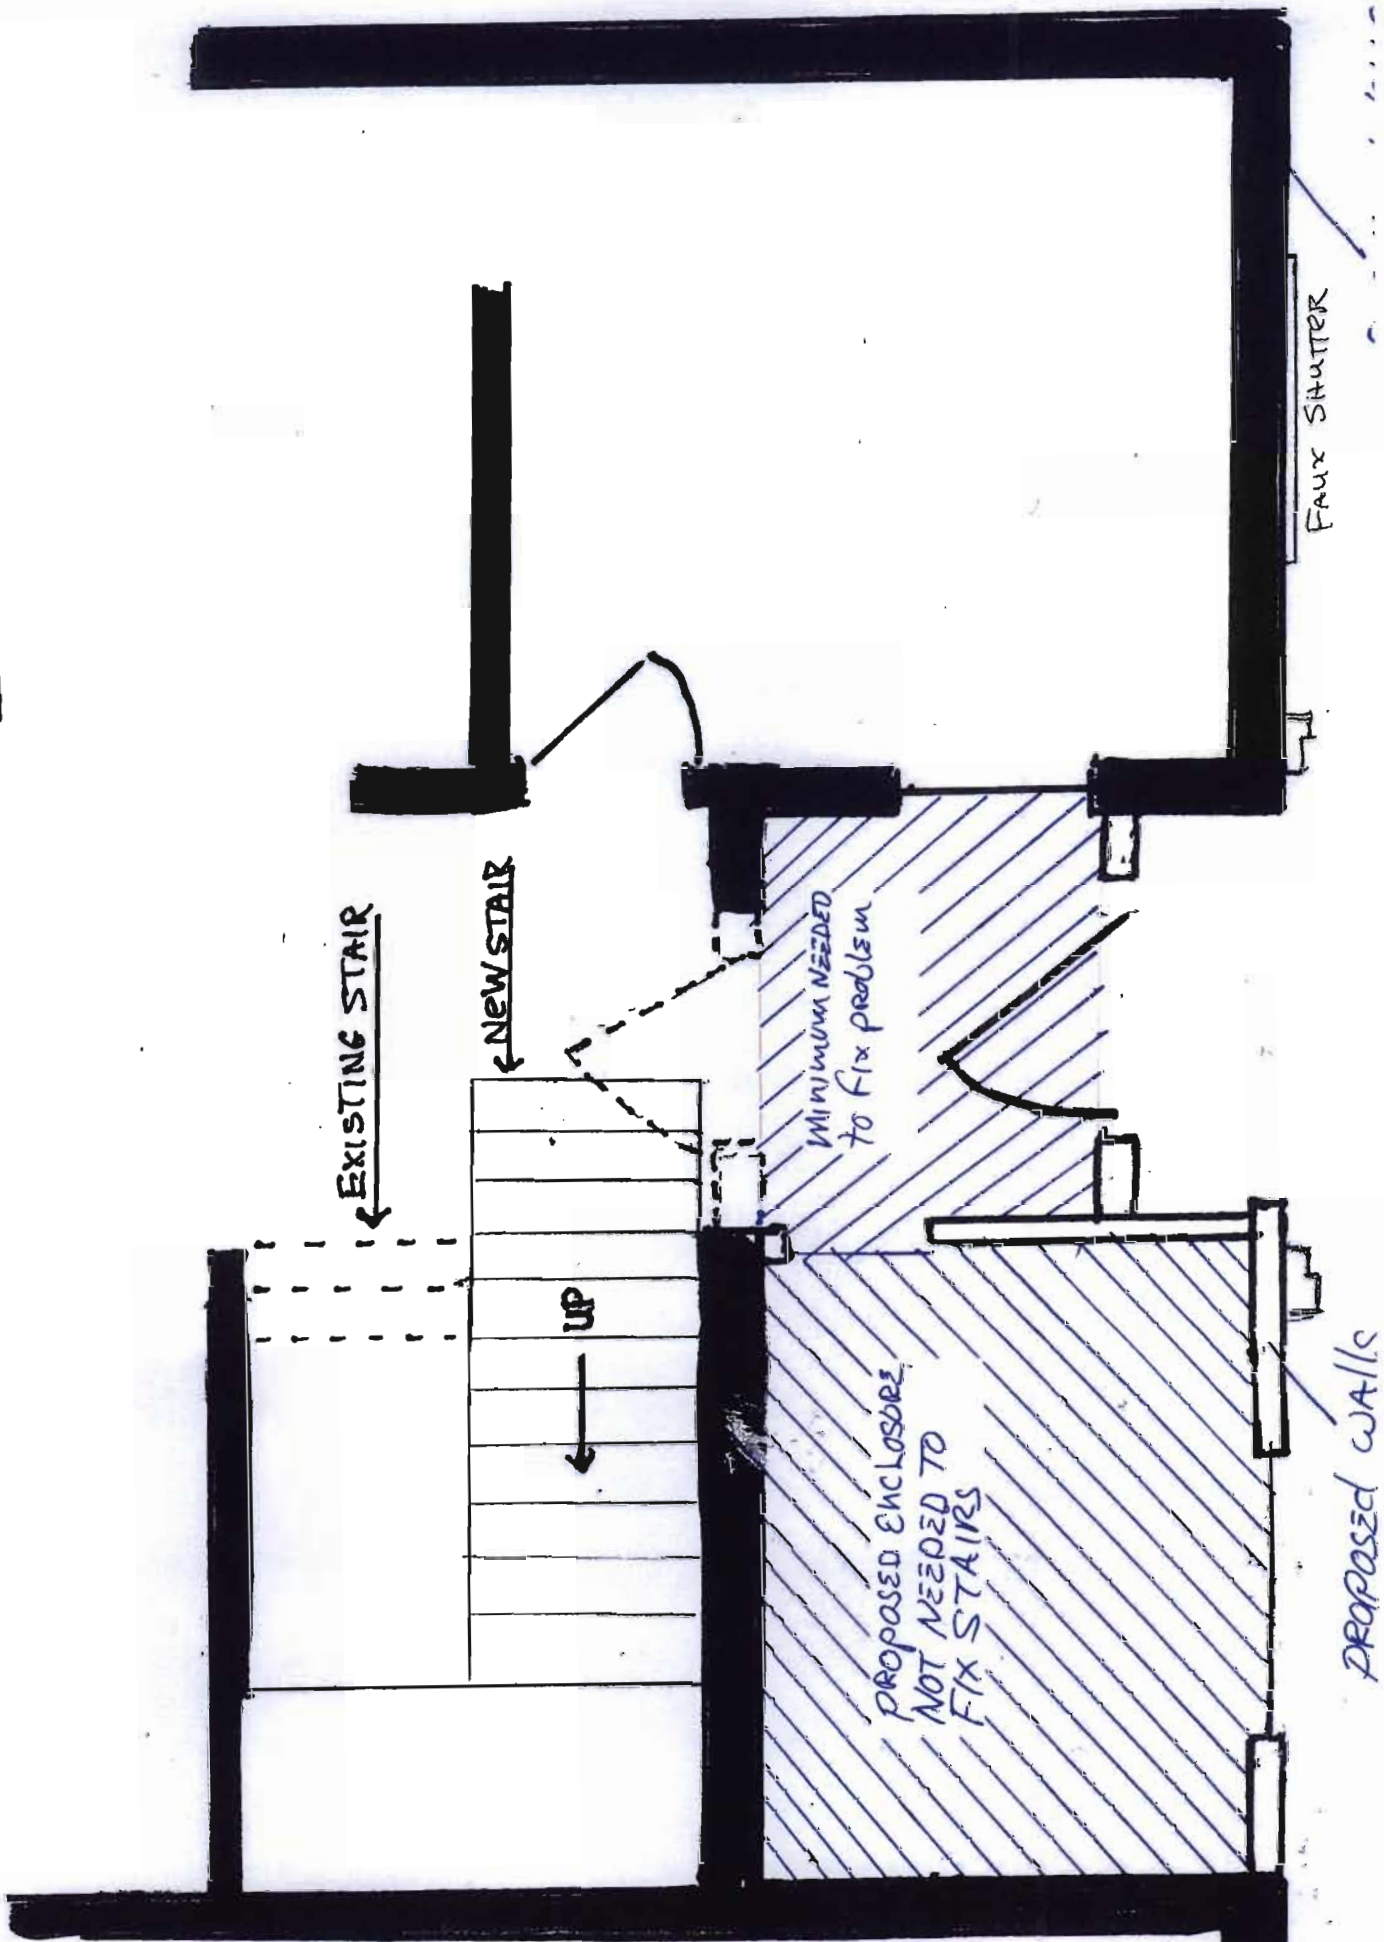 EXISTING STAIR
NEW STAIR
UP
MINIMUM NEEDED
to Fix problem
PROPOSED ENCLOSURE
NOT NEEDED TO
FIX STAIRS
FAUX SHUTTER
PROPOSED WAlls